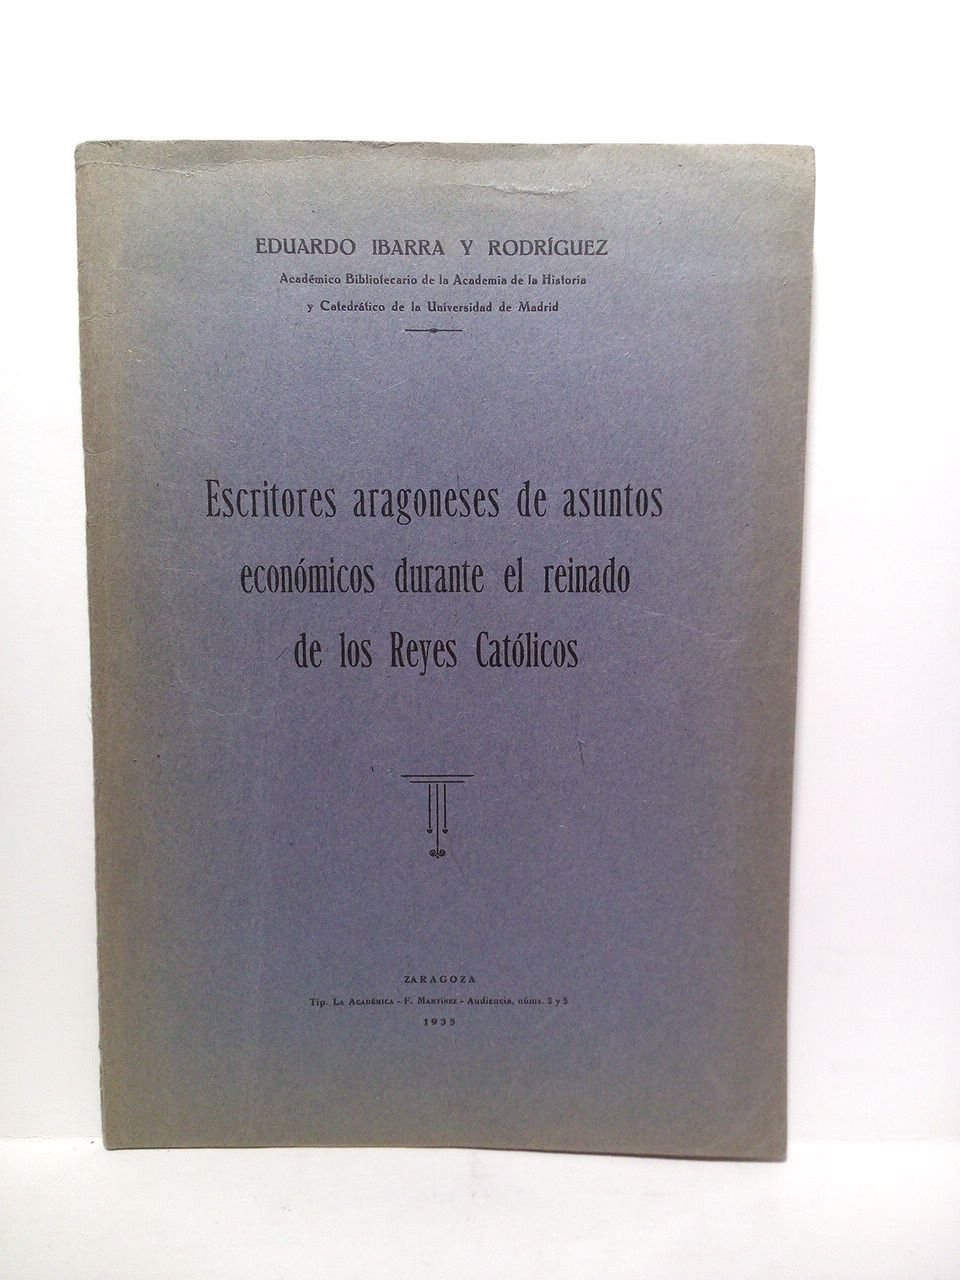 EDUARDO IBARRA Y RODRÍGUEZ
Académico Bibliotecario de la Academia de la Historia
y Catedrático de la Universidad de Madrid
Escritores aragoneses de asuntos
económicos durante el reinado
de los Reyes Católicos
ZARAGOZA
Tip. LA ACADÉMICA - F. MARTÍNEZ - Audiencia, núms. 3 y 5
1935